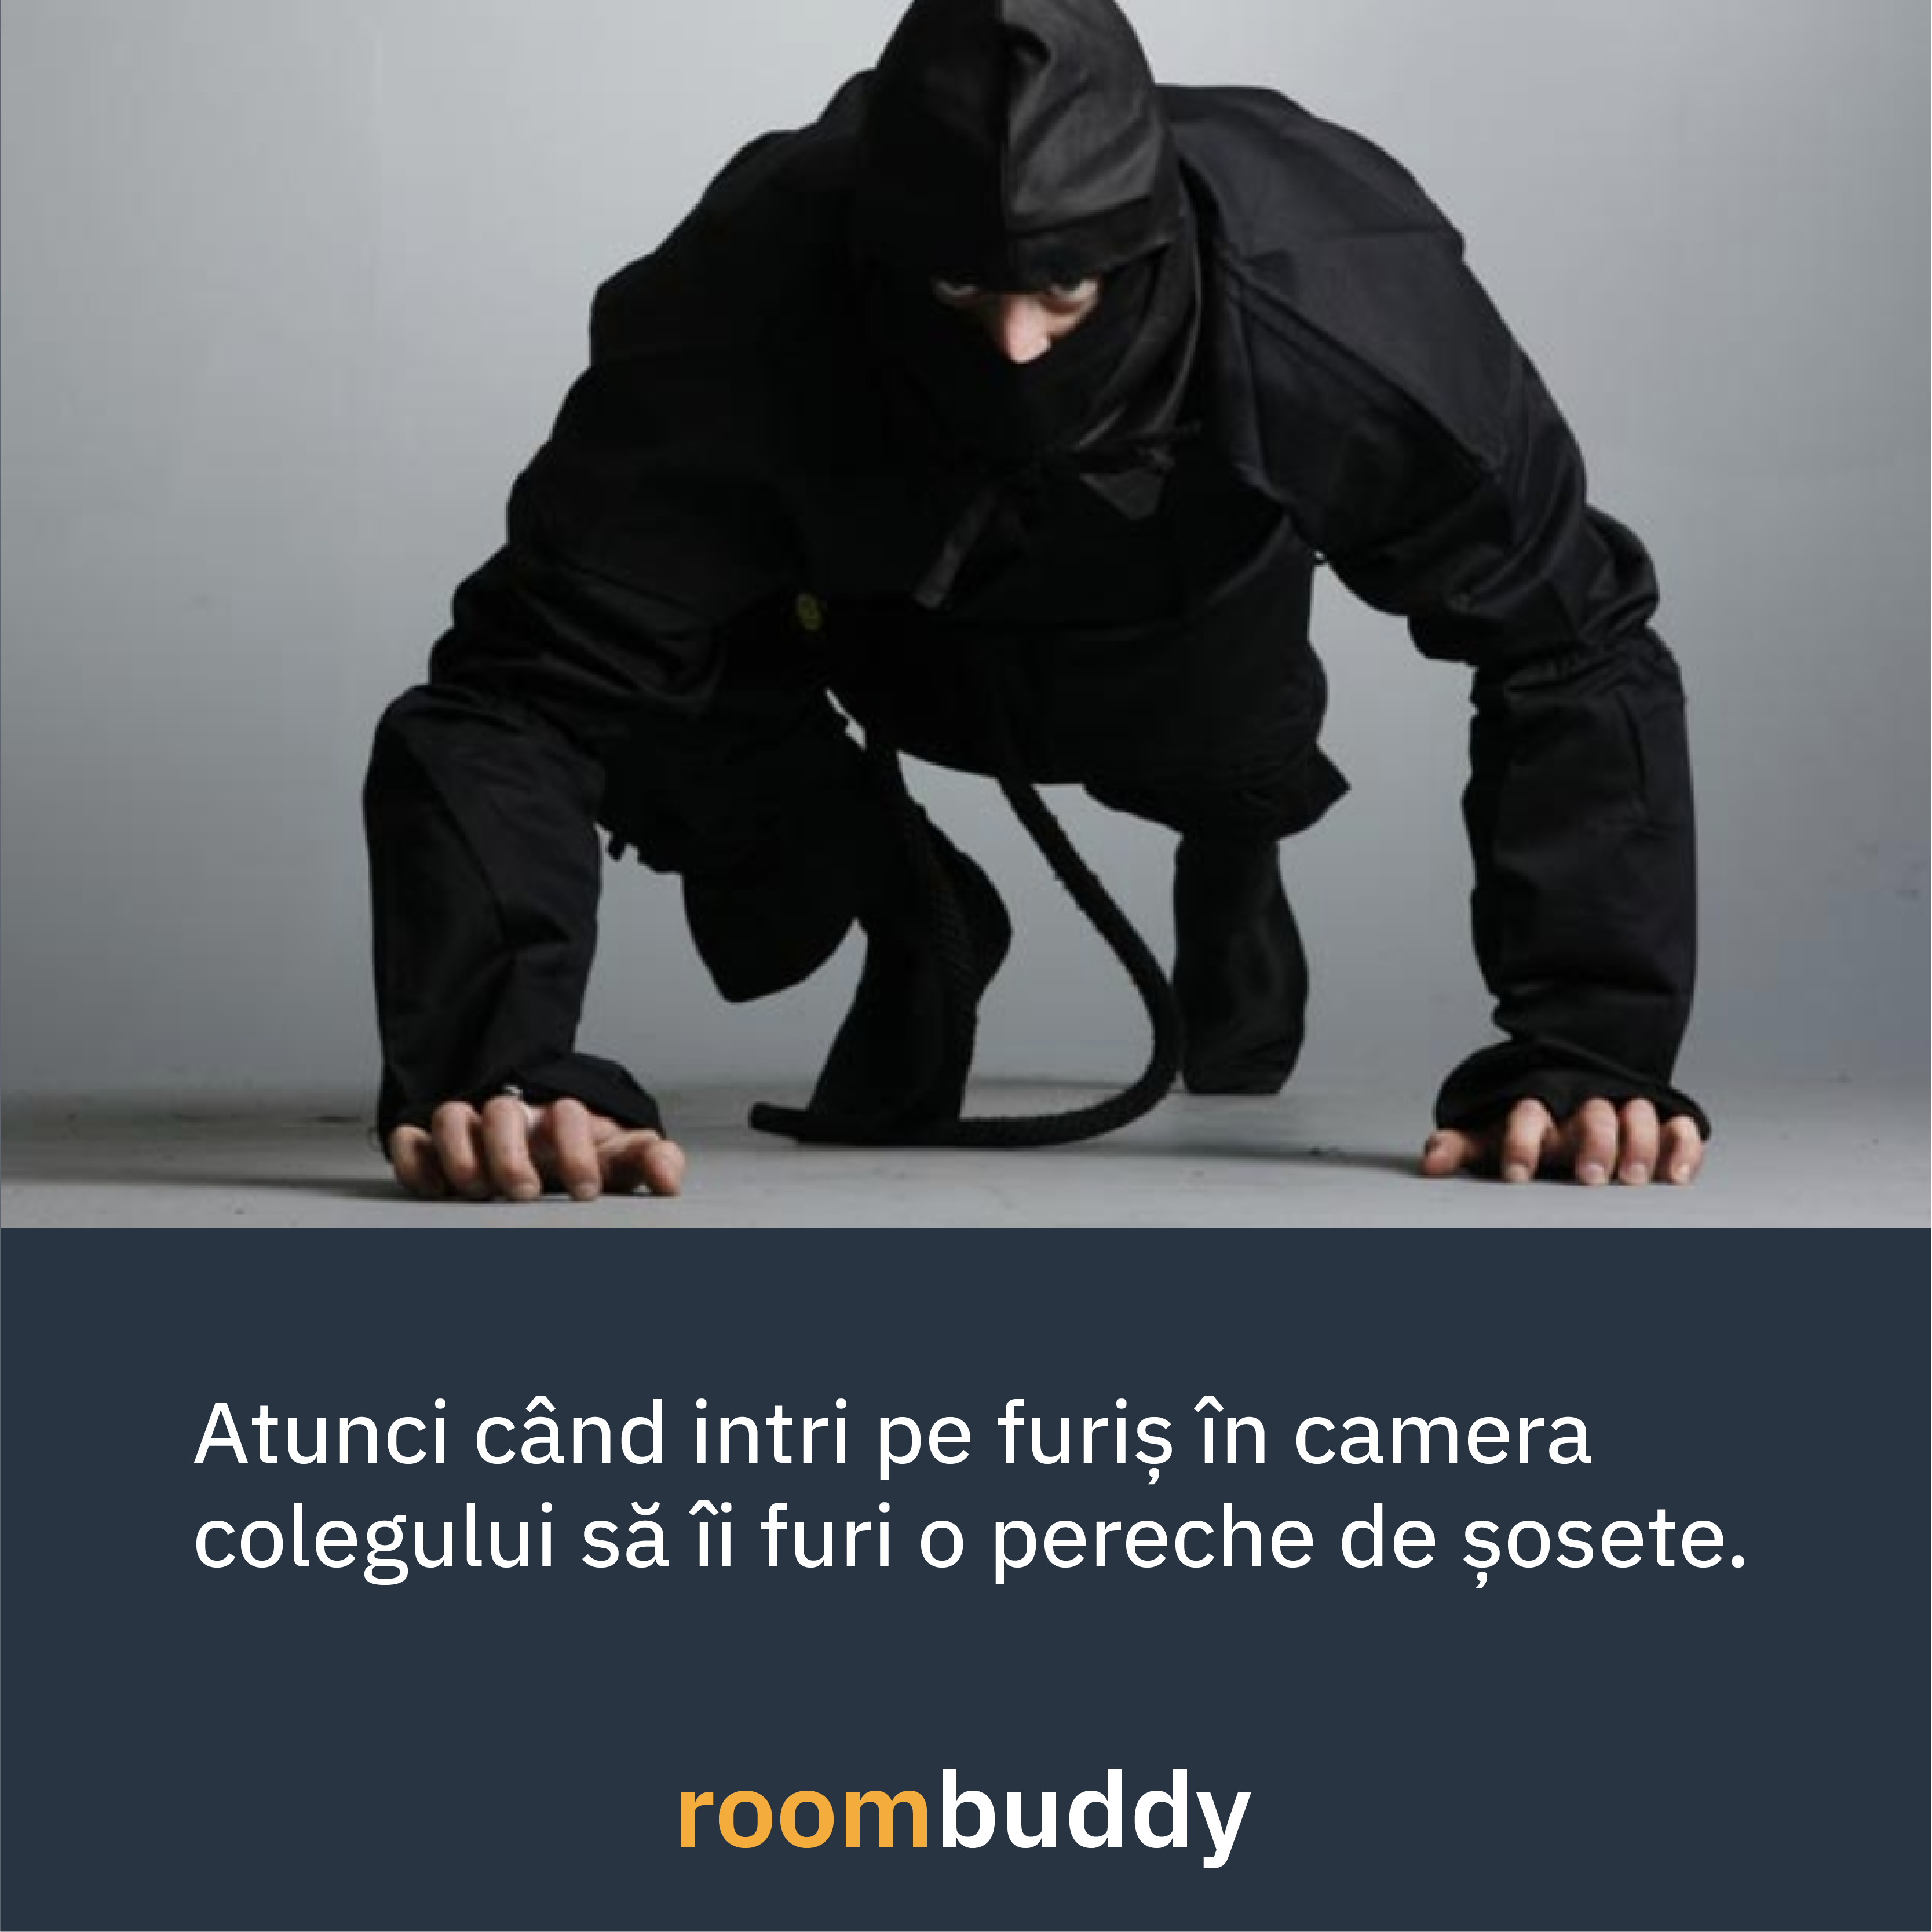 Atunci când intri pe furiș în camera
colegului să îi furi o pereche de șosete.
roombuddy